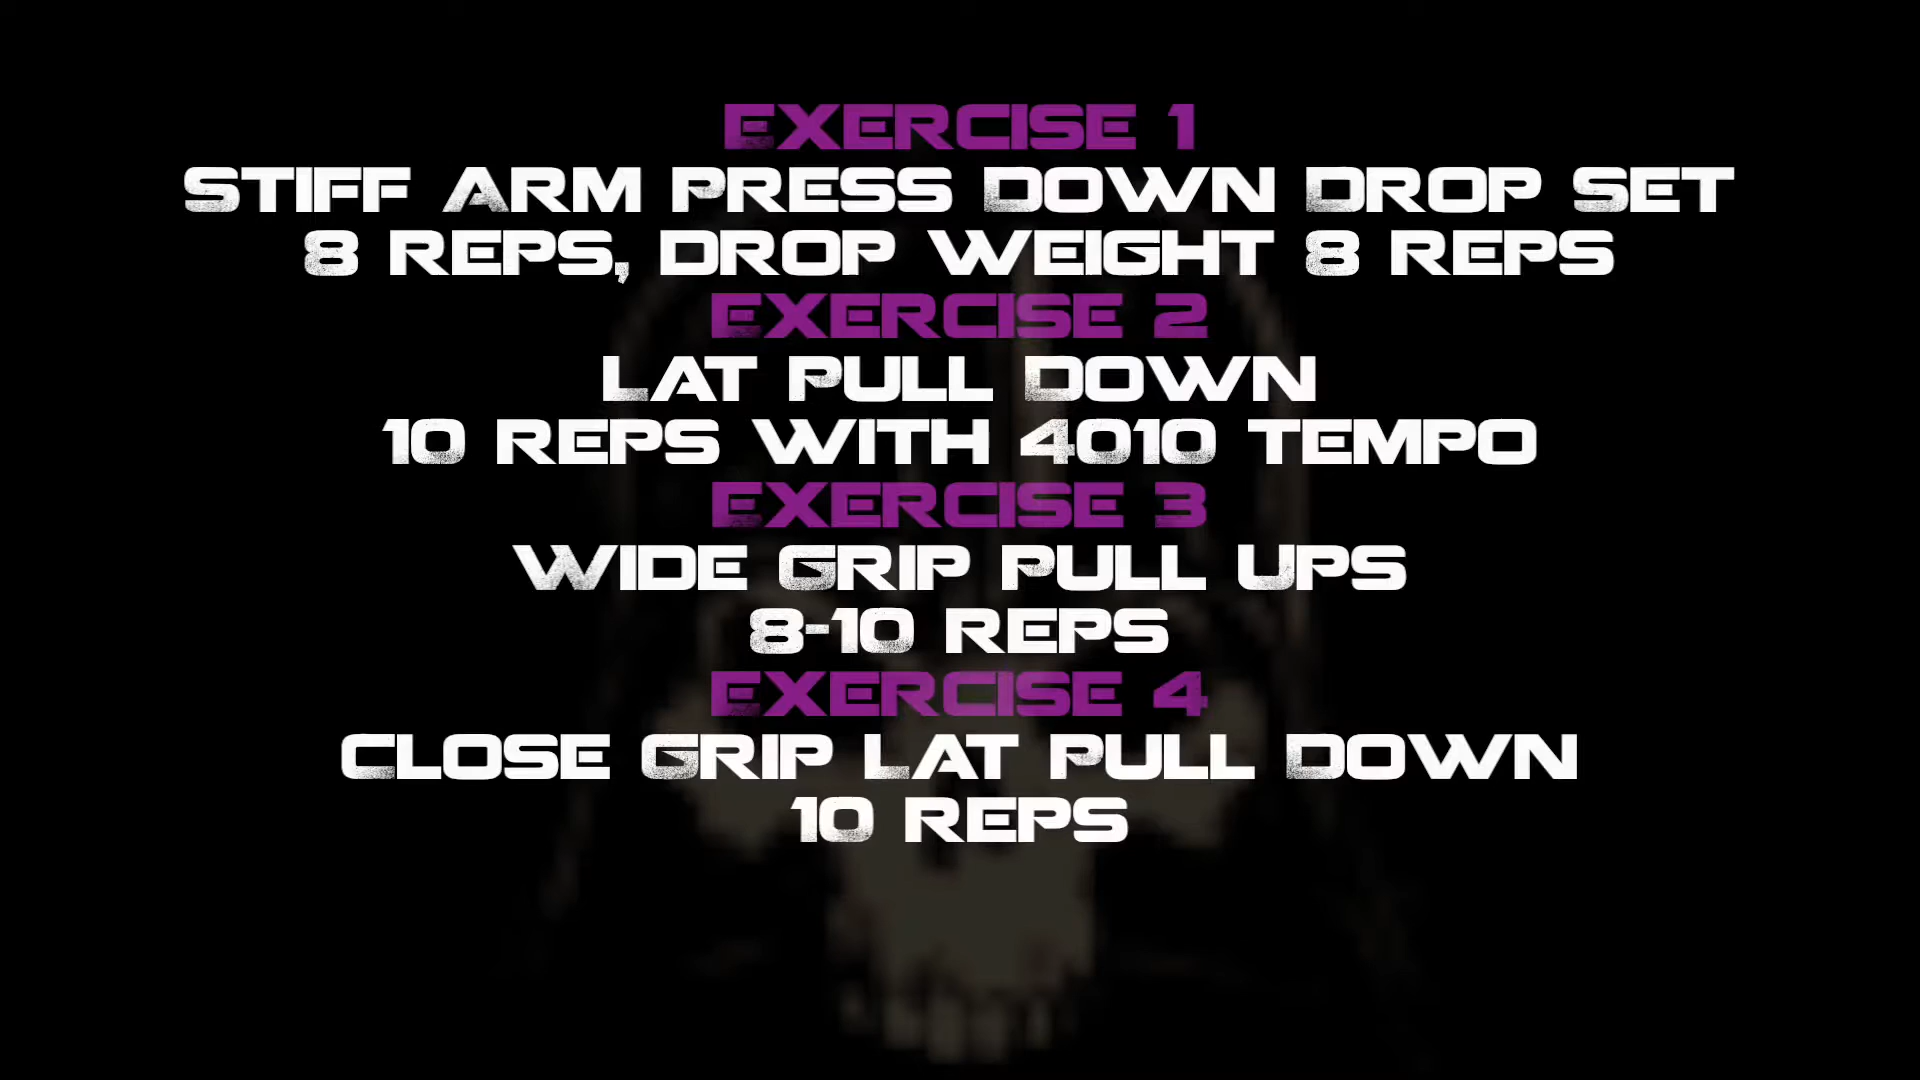 EXERCISE 1
STIFF ARM PRESS DOWN DROP SET
8 REPS, DROP WEIGHT 8 REPS
EXERCISE 2
LAT PULL DOWN
10 REPS WITH 4010 TEMPO
EXERCISE 3
WIDE GRIP PULL UPS
8-10 REPS
EXERCISE 4
CLOSE GRIP LAT PULL DOWN
10 REPS